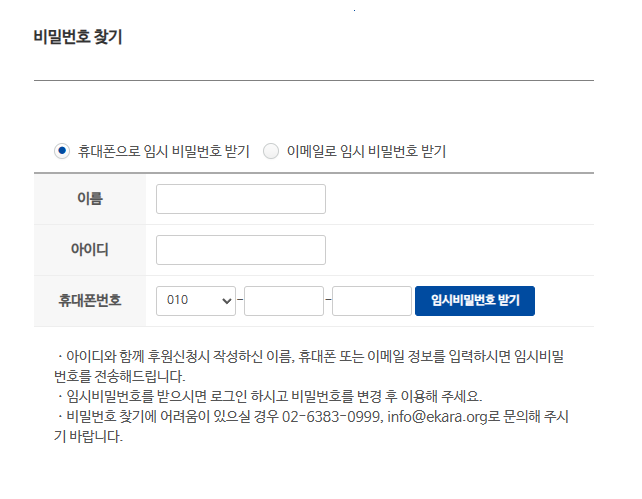 비밀번호 찾기
휴대폰으로 임시 비밀번호 받기 이메일로 임시 비밀번호 받기
이름
아이디
휴대폰번호 010 - - 임시비밀번호 받기
· 아이디와 함께 후원신청시 작성하신 이름, 휴대폰 또는 이메일 정보를 입력하시면 임시비밀
번호를 전송해드립니다.
· 임시비밀번호를 받으시면 로그인 하시고 비밀번호를 변경 후 이용해 주세요.
· 비밀번호 찾기에 어려움이 있으실 경우 02-6383-0999, info@ekara.org로 문의해 주시
기 바랍니다.